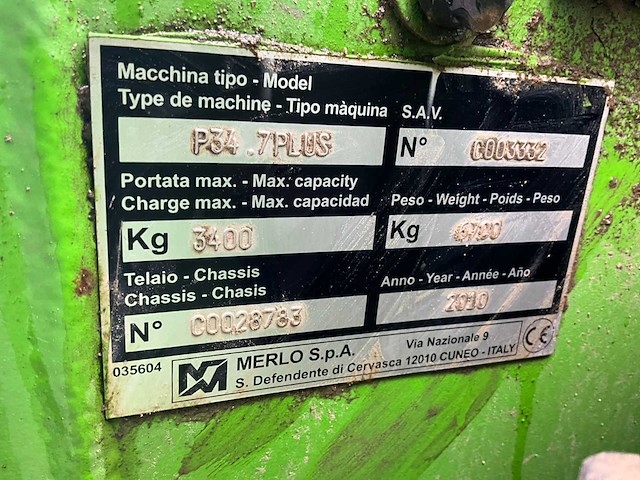 Macchina tipo - Model
Type de machine - Tipo màquina S.A.V.
P34 .7PLUS N° C003332
Portata max. - Max. capacity
Charge max. - Max. capacidad Peso - Weight - Poids - Peso
Kg 3400 Kg
Telaio - Chassis Anno - Year - Année - Año
Chassis - Chasis
N° C0028783 2010
035604 MERLO S.p.A. Via Nazionale 9
S. Defendente di Cervasca 12010 CUNEO - ITALY CE